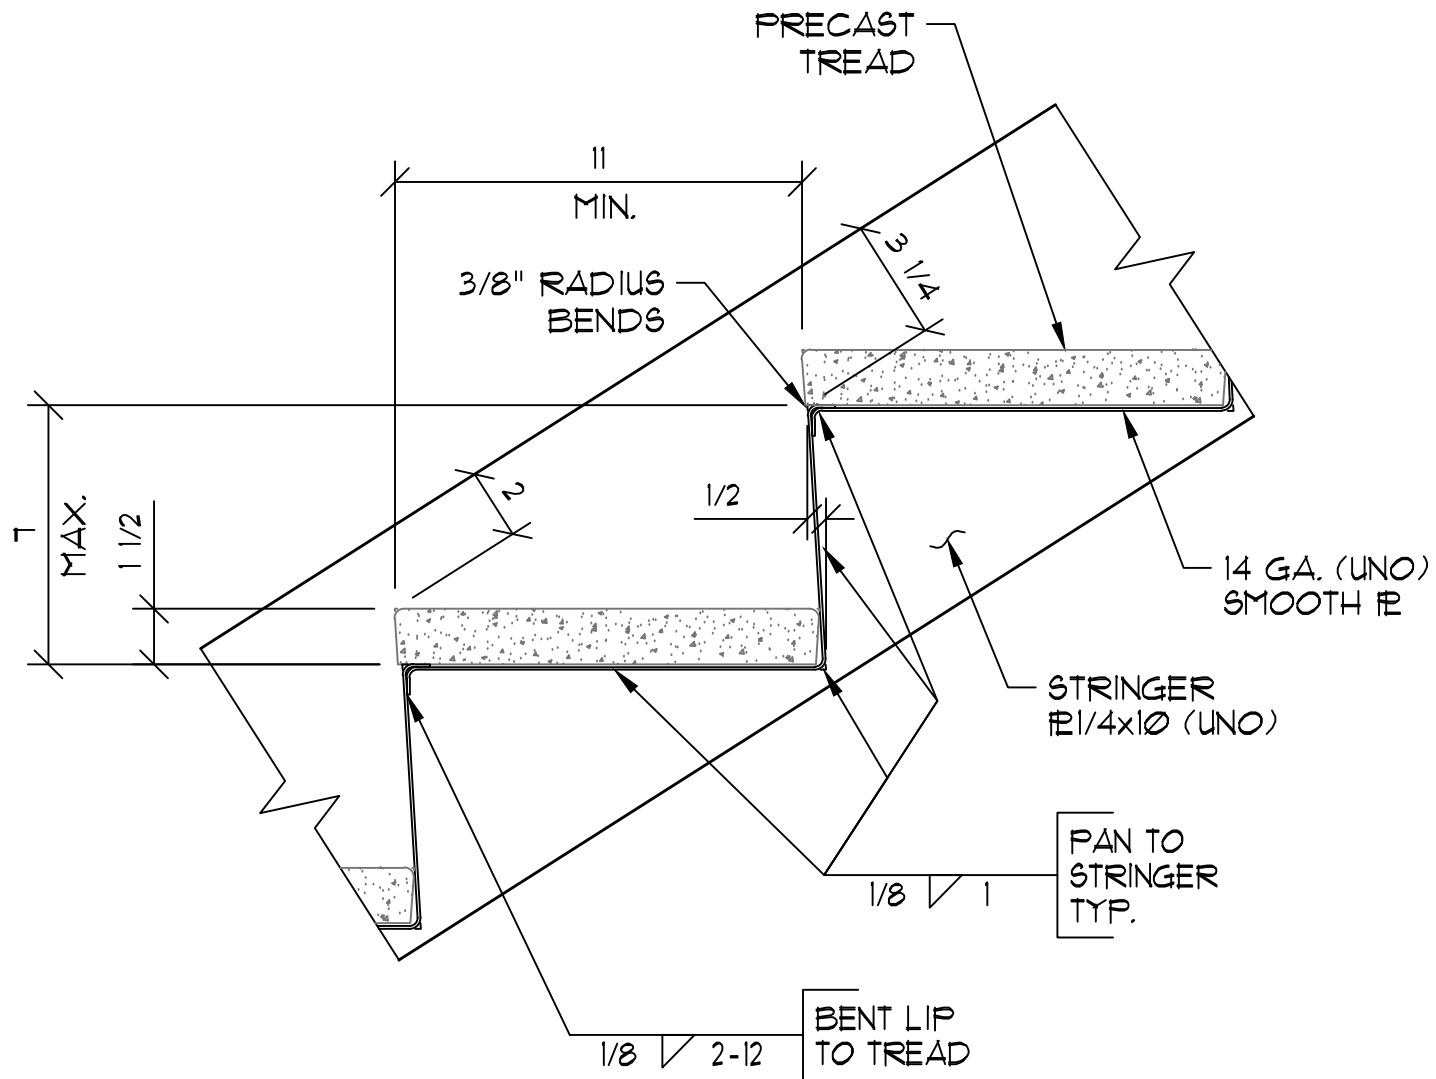 PRECAST
TREAD
11
MIN.
3 1/4
3/8" RADIUS
BENDS
7
MAX.
1 1/2
2
1/2
14 GA. (UNO)
SMOOTH PL
STRINGER
PL1/4x10 (UNO)
PAN TO
STRINGER
TYP.
1/8 1
BENT LIP
TO TREAD
1/8 2-12